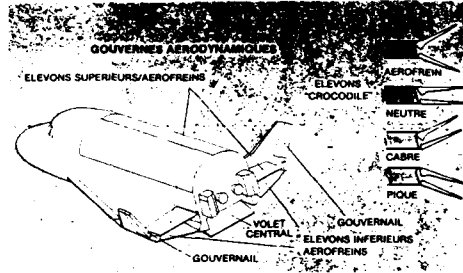 GOUVERNES AERODYNAMIQUES
ELEVONS SUPERIEURS/AEROFREINS
AEROFREIN
ELEVONS
"CROCODILE"
NEUTRE
CABRE
PIQUE
GOUVERNAIL
VOLET
CENTRAL
ELEVONS INFERIEURS
AEROFREINS
GOUVERNAIL